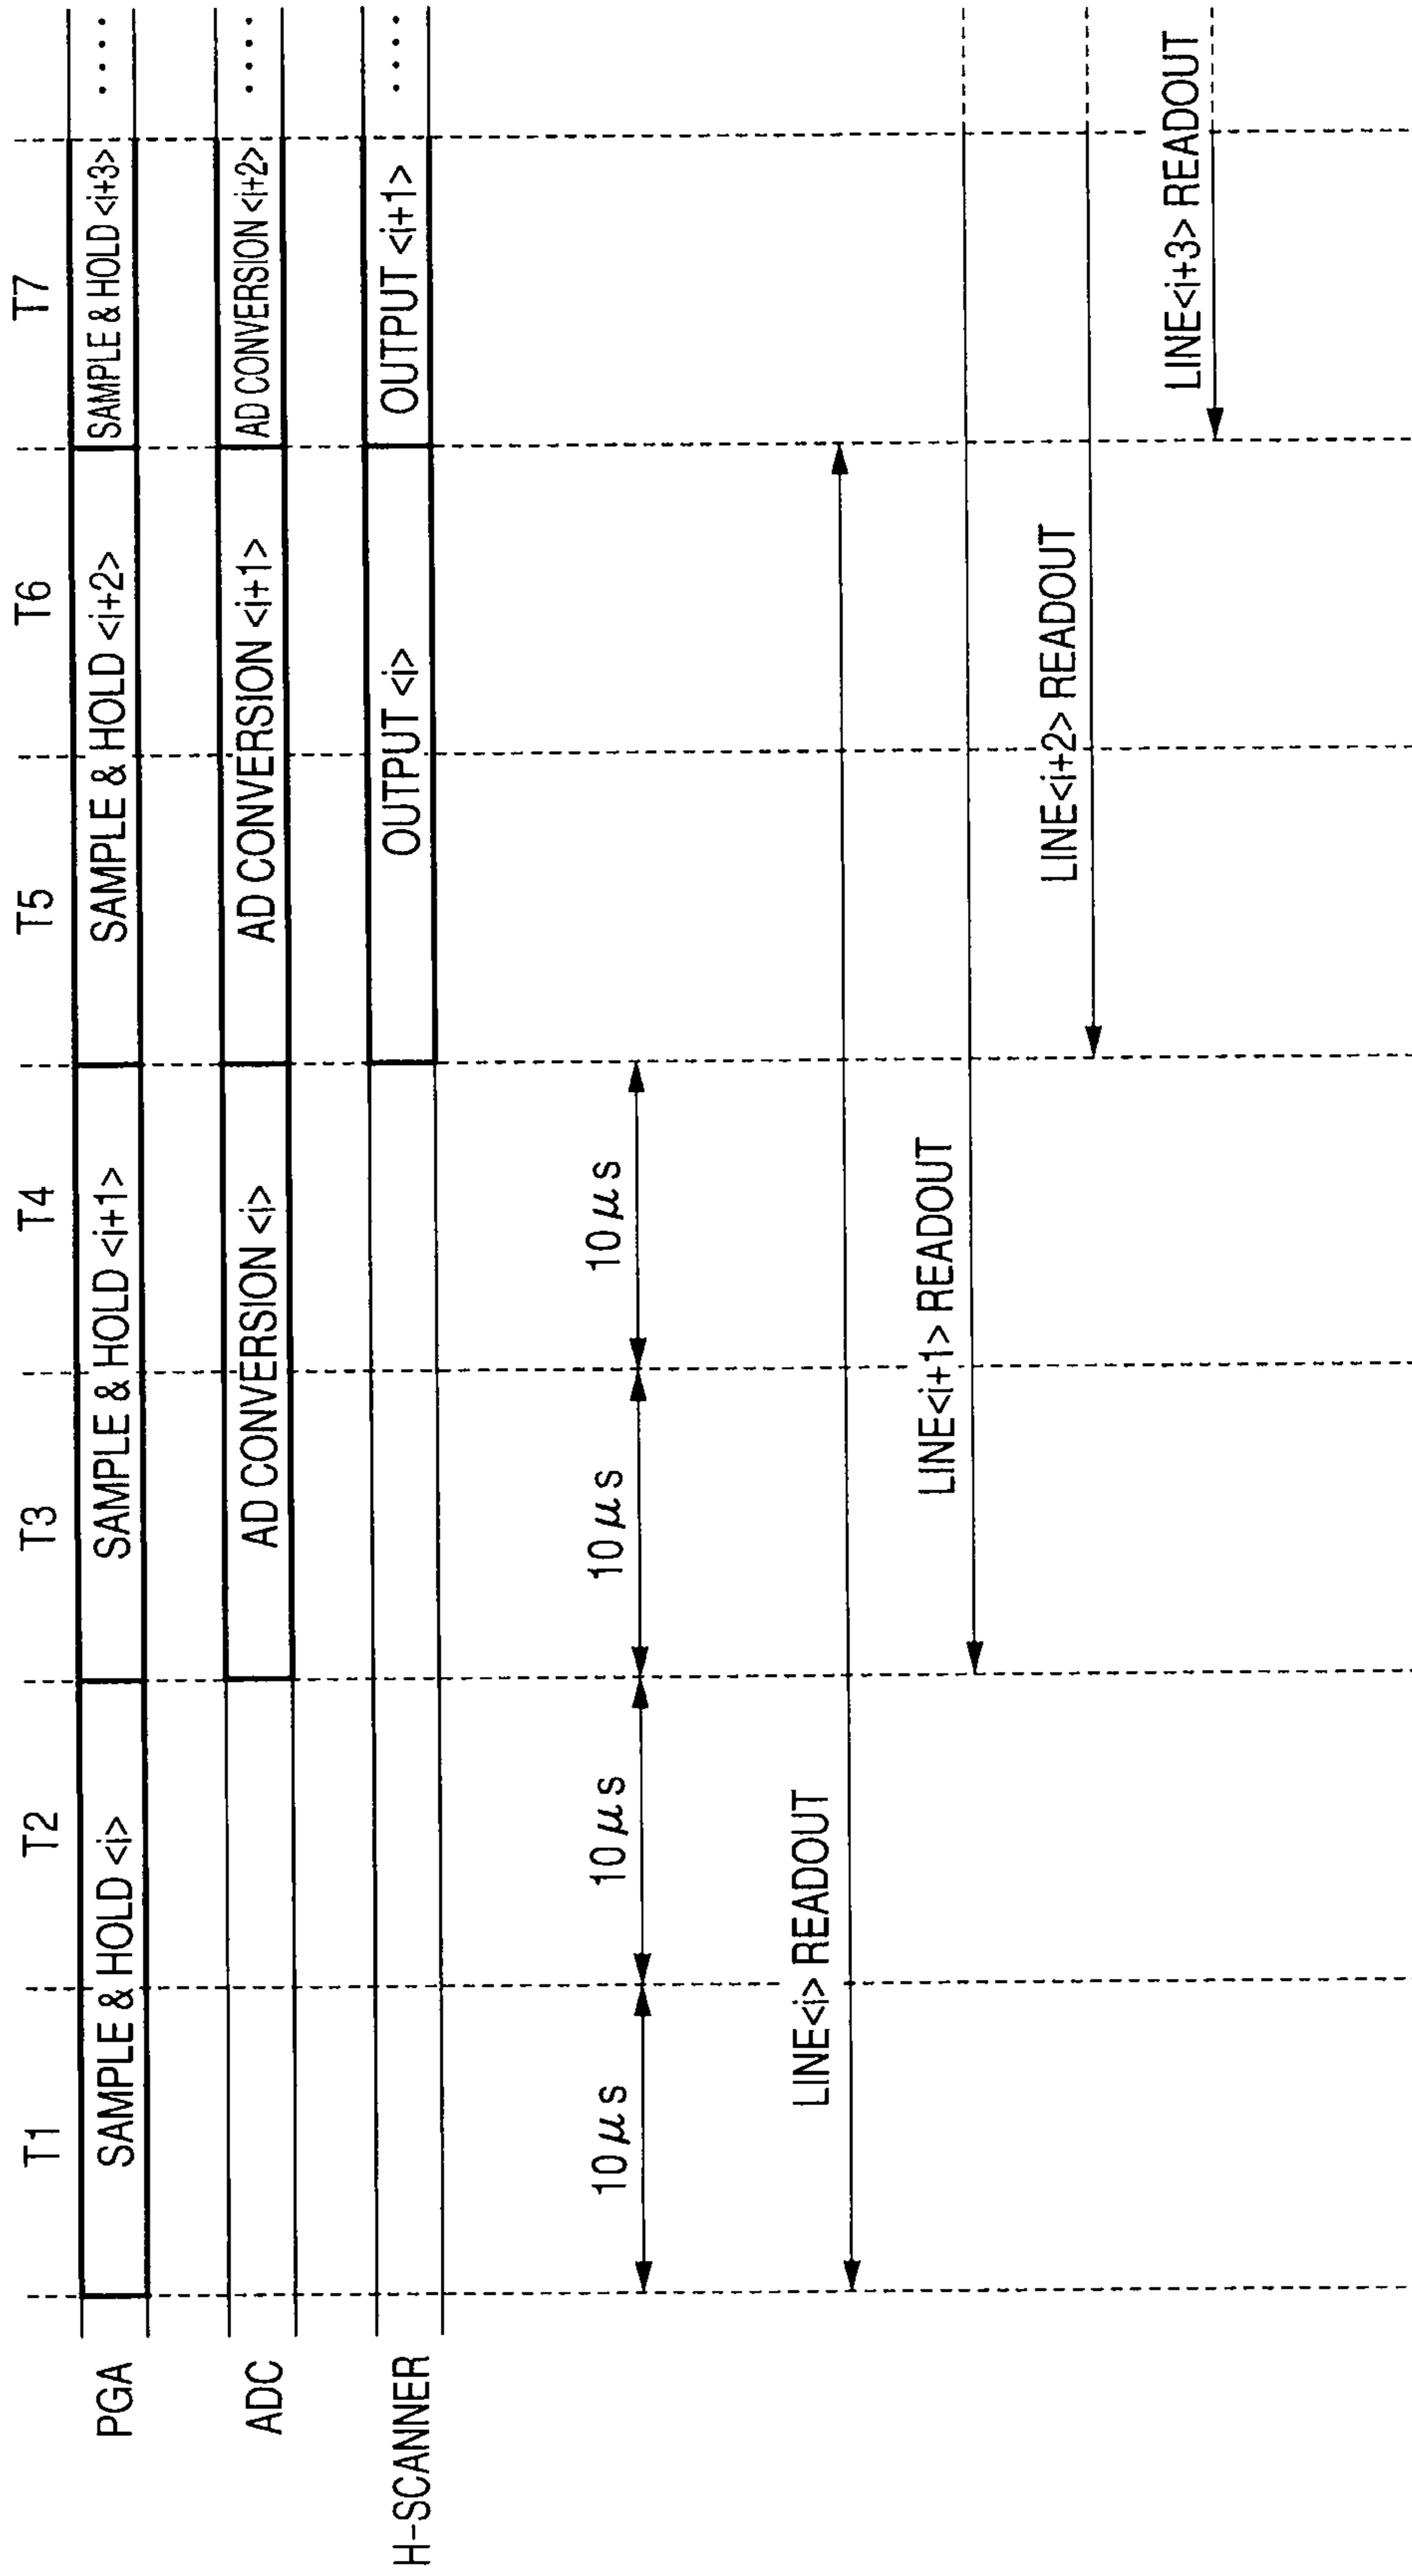 T1 T2 T3 T4 T5 T6 T7
PGA SAMPLE & HOLD <i> SAMPLE & HOLD <i+1> SAMPLE & HOLD <i+2> SAMPLE & HOLD <i+3> ....
ADC AD CONVERSION <i> AD CONVERSION <i+1> AD CONVERSION <i+2> ....
H-SCANNER OUTPUT <i> OUTPUT <i+1> ....
10μs 10μs 10μs 10μs
LINE<i> READOUT
LINE<i+1> READOUT
LINE<i+2> READOUT
LINE<i+3> READOUT